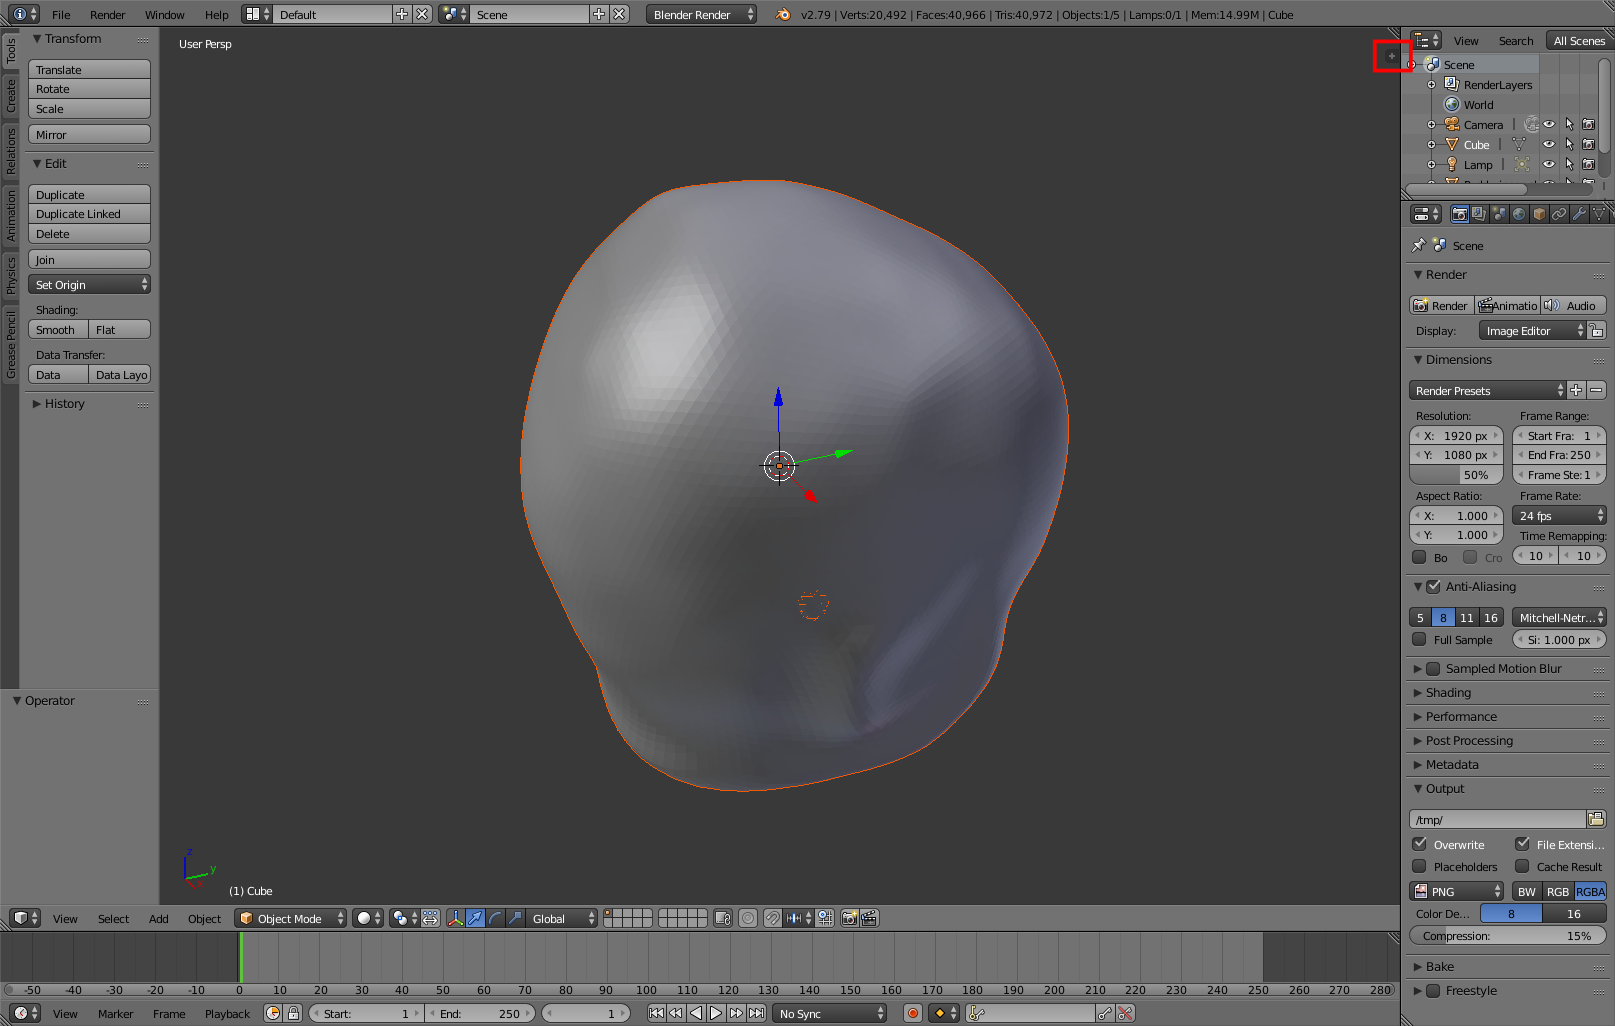 File Render Window Help Default Scene Blender Render v2.79 | Verts:20,492 | Faces:40,966 | Tris:40,972 | Objects:1/5 | Lamps:0/1 | Mem:14.99M | Cube
Tools
Create
Relations
Animation
Physics
Grease Pencil
Transform
Translate
Rotate
Scale
Mirror
Edit
Duplicate
Duplicate Linked
Delete
Join
Set Origin
Shading:
Smooth Flat
Data Transfer:
Data Data Layo
History
Operator
User Persp
z
y
x
(1) Cube
View Search All Scenes
Scene
RenderLayers
World
Camera
Cube
Lamp
Scene
Render
Render Animatio Audio
Display: Image Editor
Dimensions
Render Presets
Resolution: Frame Range:
X: 1920 px Start Fra: 1
Y: 1080 px End Fra: 250
50% Frame Ste: 1
Aspect Ratio: Frame Rate:
X: 1.000 24 fps
Y: 1.000 Time Remapping:
Bo Cro 10 10
Anti-Aliasing
5 8 11 16 Mitchell-Netr...
Full Sample Si: 1.000 px
Sampled Motion Blur
Shading
Performance
Post Processing
Metadata
Output
/tmp/
Overwrite File Extensi...
Placeholders Cache Result
PNG BW RGB RGBA
Color De... 8 16
Compression: 15%
Bake
Freestyle
View Select Add Object Object Mode Global
-50 -40 -30 -20 -10 0 10 20 30 40 50 60 70 80 90 100 110 120 130 140 150 160 170 180 190 200 210 220 230 240 250 260 270 280
View Marker Frame Playback Start: 1 End: 250 1 No Sync